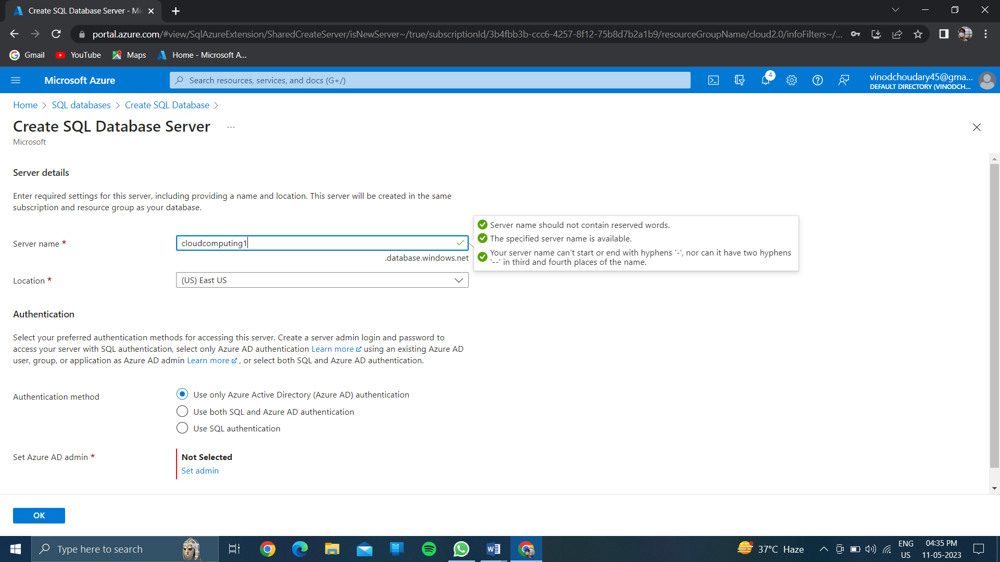 Create SQL Database Server - Mi
portal.azure.com/#view/SqlAzureExtension/SharedCreateServer/isNewServer~/true/subscriptionId/3b4fbb3b-ccc6-4257-8f12-75b8d7b2a1b9/resourceGroupName/cloud2.0/infoFilters~/...
Gmail YouTube Maps Home - Microsoft A...
Microsoft Azure
Search resources, services, and docs (G+/)
4
vinodchoudary45@gma...
DEFAULT DIRECTORY (VINODCH...
Home > SQL databases > Create SQL Database >
Create SQL Database Server ...
Microsoft
Server details
Enter required settings for this server, including providing a name and location. This server will be created in the same
subscription and resource group as your database.
Server name *
cloudcomputing1
.database.windows.net
Server name should not contain reserved words.
The specified server name is available.
Your server name can't start or end with hyphens '-', nor can it have two hyphens
'--' in third and fourth places of the name.
Location *
(US) East US
Authentication
Select your preferred authentication methods for accessing this server. Create a server admin login and password to
access your server with SQL authentication, select only Azure AD authentication Learn more using an existing Azure AD
user, group, or application as Azure AD admin Learn more , or select both SQL and Azure AD authentication.
Authentication method
Use only Azure Active Directory (Azure AD) authentication
Use both SQL and Azure AD authentication
Use SQL authentication
Set Azure AD admin *
Not Selected
Set admin
OK
Type here to search
37°C Haze
ENG
US
04:35 PM
11-05-2023